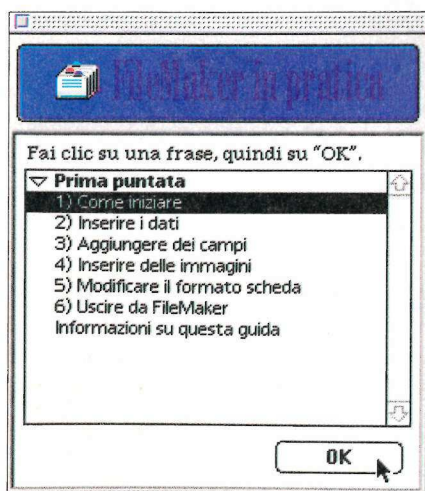 FileMaker in pratica
Fai clic su una frase, quindi su "OK".
Prima puntata
1) Come iniziare
2) Inserire i dati
3) Aggiungere dei campi
4) Inserire delle immagini
5) Modificare il formato scheda
6) Uscire da FileMaker
Informazioni su questa guida
OK